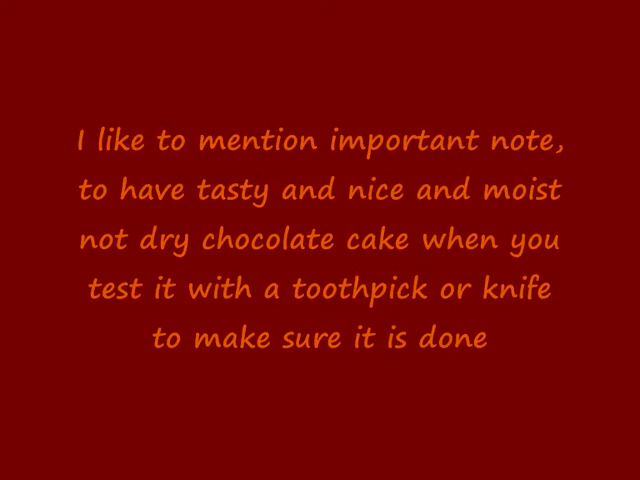 I like to mention important note,
to have tasty and nice and moist
not dry chocolate cake when you
test it with a toothpick or knife
to make sure it is done